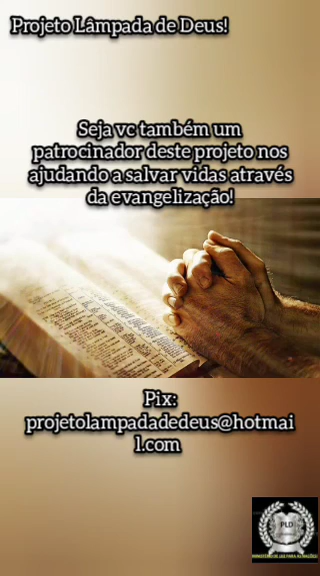 Projeto Lâmpada de Deus!
Seja vc também um
patrocinador deste projeto nos
ajudando a salvar vidas através
da evangelização!
Pix:
projetolampadadedeus@hotmai
l.com
PLD